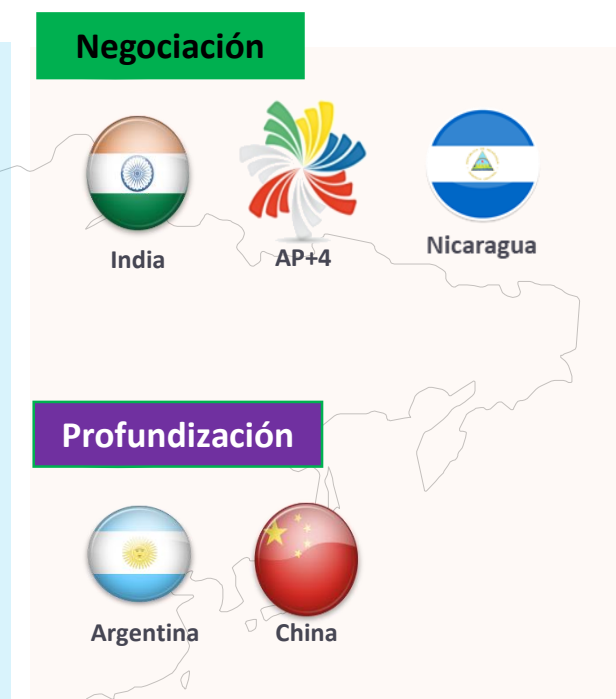 Negociación
India
AP+4
Nicaragua
Profundización
Argentina
China